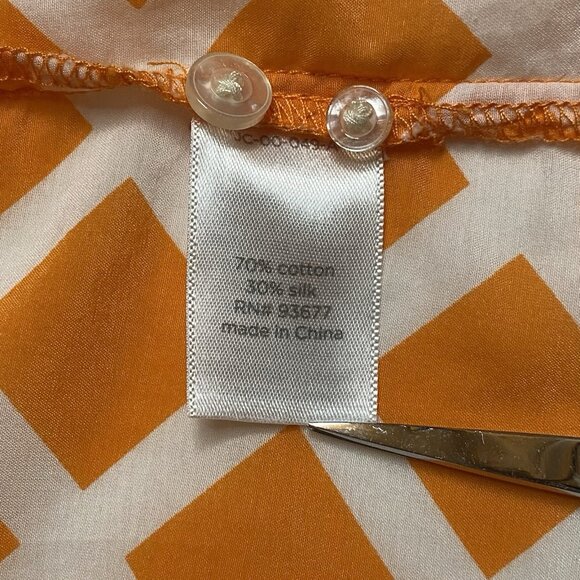 70% cotton
30% silk
RN# 93677
made in China